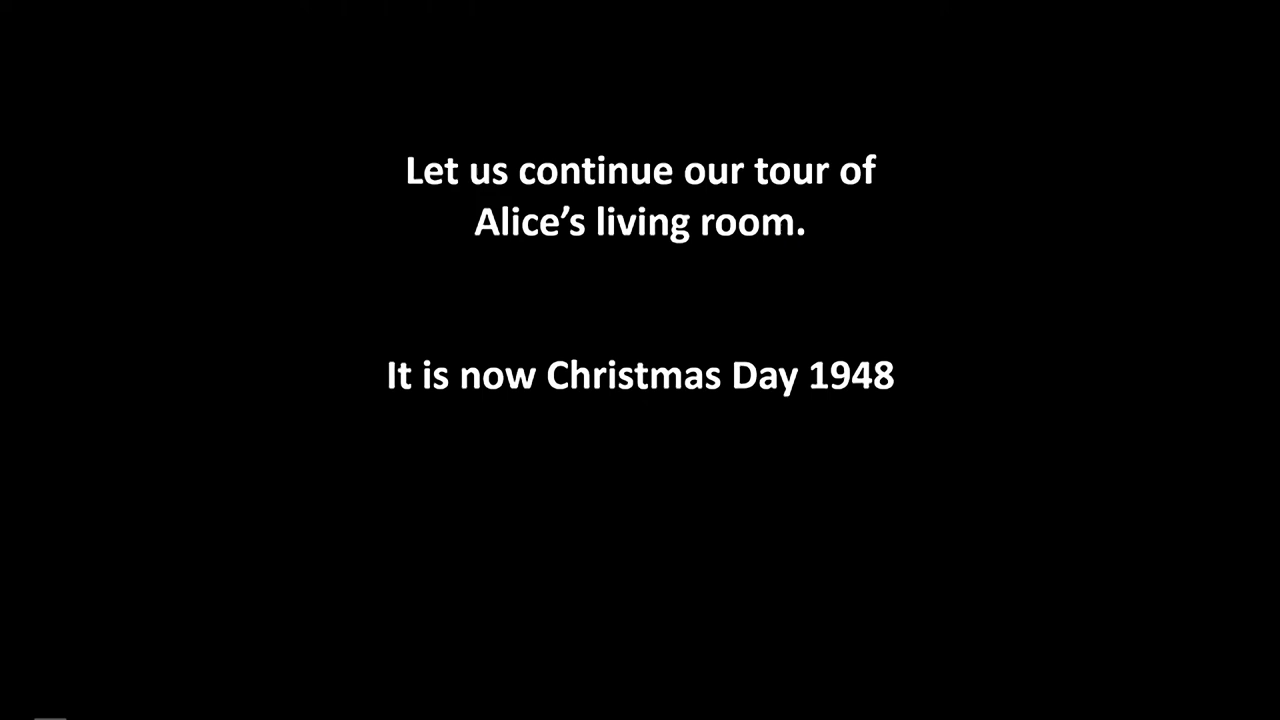 Let us continue our tour of
Alice’s living room.
It is now Christmas Day 1948